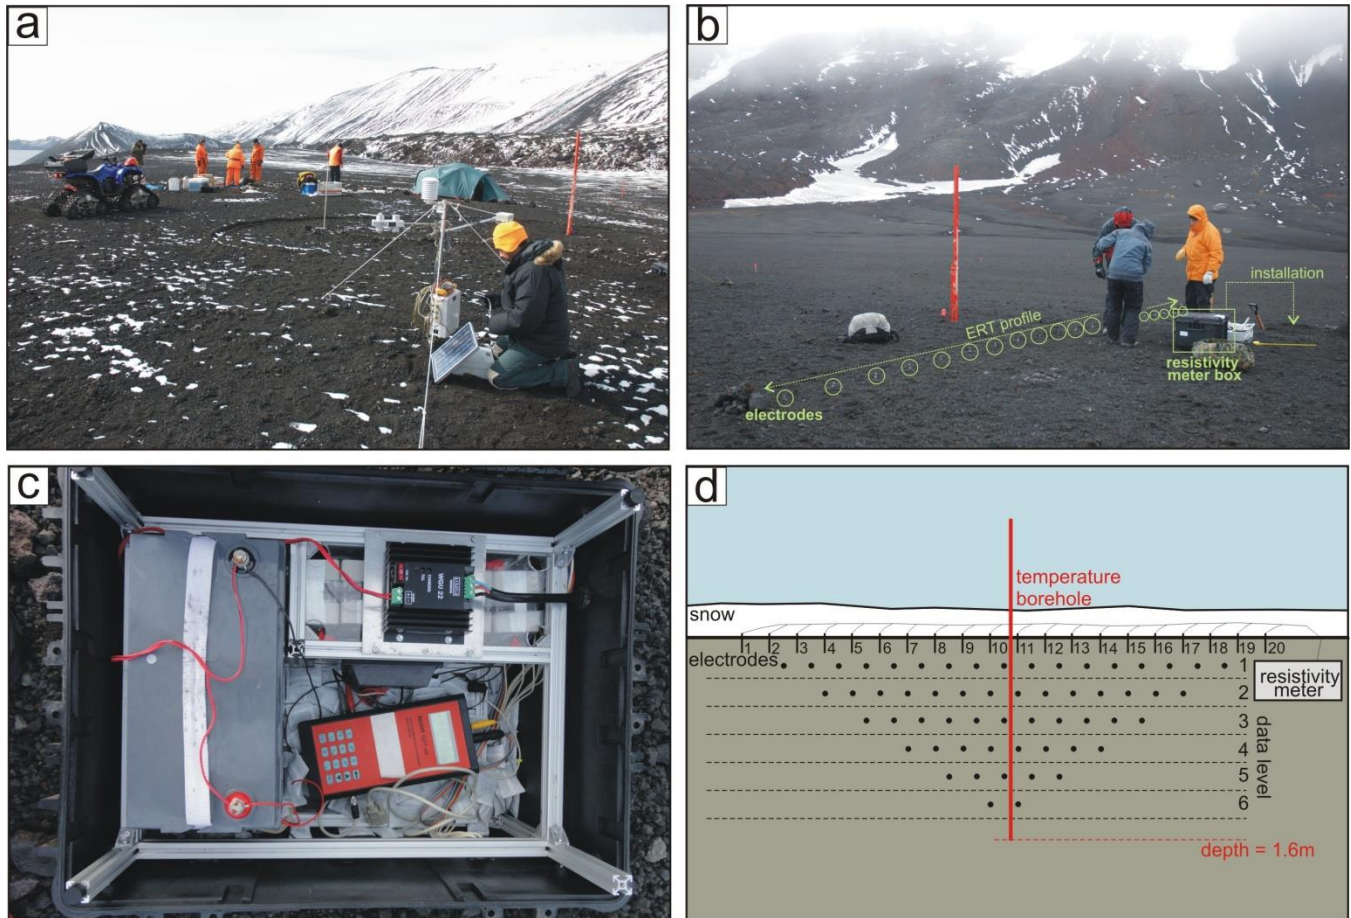 a
b
installation
ERT profile
resistivity
meter box
electrodes
c
WGU 22
d
temperature
borehole
snow
1 2 3 4 5 6 7 8 9 10 11 12 13 14 15 16 17 18 19 20
electrodes
1
resistivity
meter
2
3
data level
4
5
6
depth = 1.6m